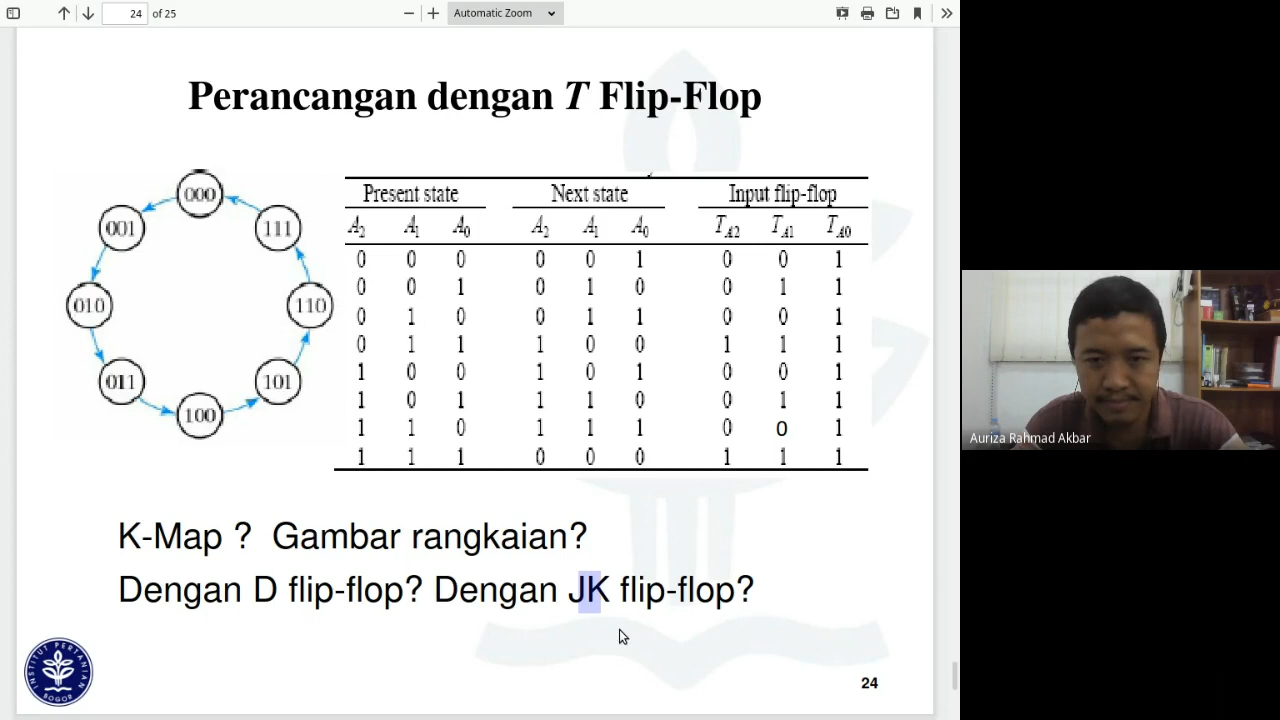 24 of 25
Automatic Zoom
Perancangan dengan T Flip-Flop
000
001
111
010
110
011
101
100
Present state Next state Input flip-flop
A2 A1 A0 A2 A1 A0 TA2 TA1 TA0
0 0 0 0 0 1 0 0 1
0 0 1 0 1 0 0 1 1
0 1 0 0 1 1 0 0 1
0 1 1 1 0 0 1 1 1
1 0 0 1 0 1 0 0 1
1 0 1 1 1 0 0 1 1
1 1 0 1 1 1 0 0 1
1 1 1 0 0 0 1 1 1
K-Map ? Gambar rangkaian?
Dengan D flip-flop? Dengan JK flip-flop?
INSTITUT PERTANIAN
BOGOR
24
Auriza Rahmad Akbar